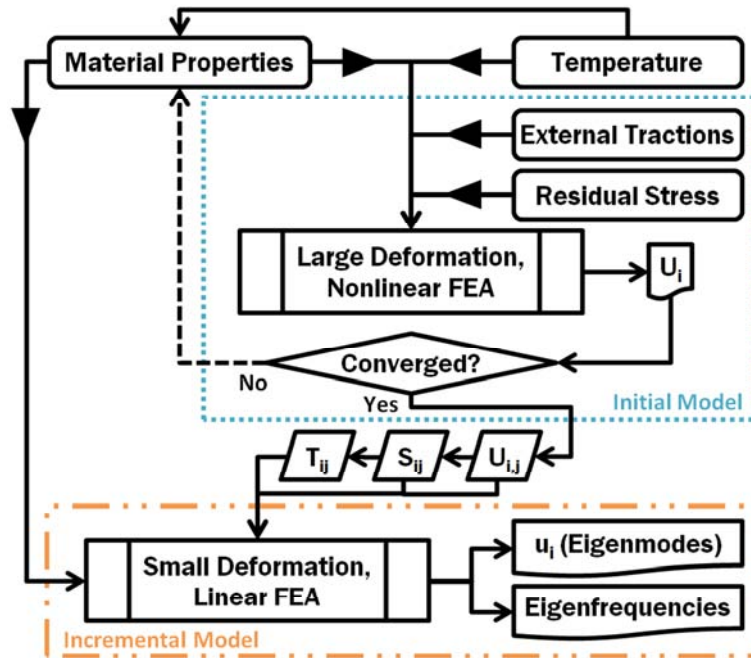 Material Properties
Temperature
External Tractions
Residual Stress
Large Deformation,
Nonlinear FEA
Ui
Converged?
No
Yes
Initial Model
Tij
Sij
Ui,j
Small Deformation,
Linear FEA
ui (Eigenmodes)
Eigenfrequencies
Incremental Model